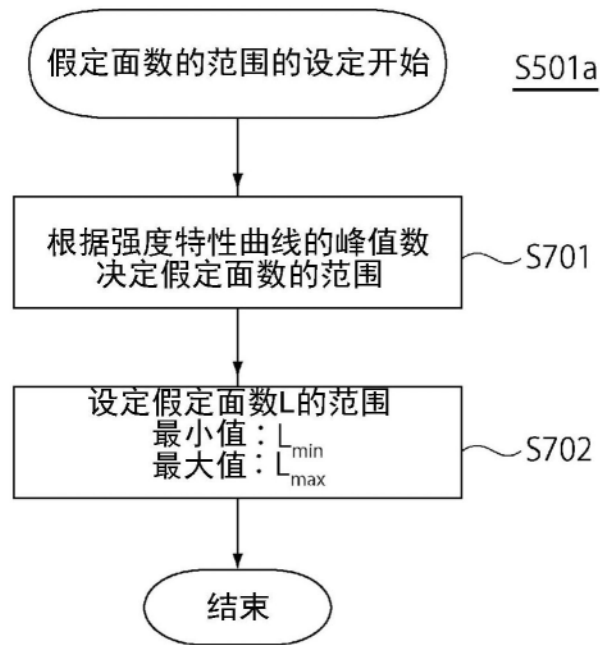 假定面数的范围的设定开始
S501a
根据强度特性曲线的峰值数
决定假定面数的范围
S701
设定假定面数L的范围
最小值：Lmin
最大值：Lmax
S702
结束